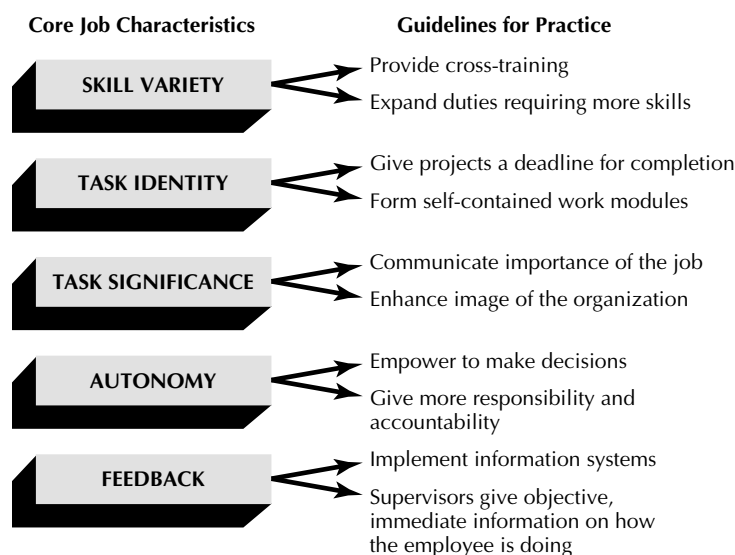 Core Job Characteristics
Guidelines for Practice
SKILL VARIETY
Provide cross-training
Expand duties requiring more skills
TASK IDENTITY
Give projects a deadline for completion
Form self-contained work modules
TASK SIGNIFICANCE
Communicate importance of the job
Enhance image of the organization
AUTONOMY
Empower to make decisions
Give more responsibility and
accountability
FEEDBACK
Implement information systems
Supervisors give objective,
immediate information on how
the employee is doing